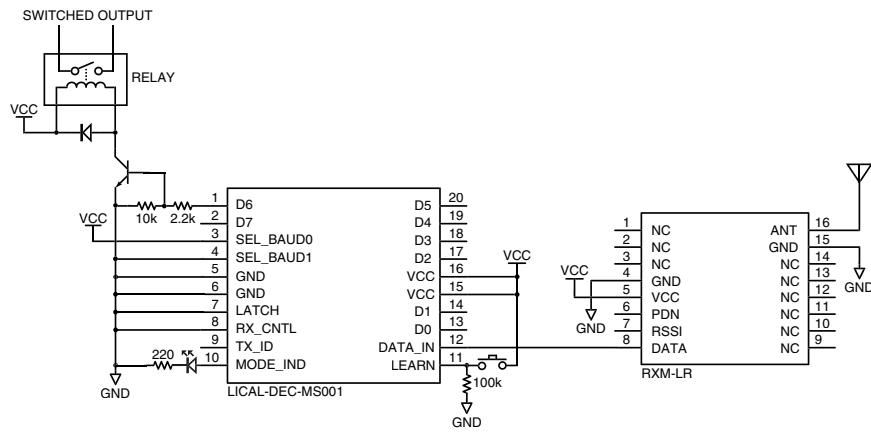 SWITCHED OUTPUT
RELAY
VCC
10k 2.2k
VCC
220
GND
1 D6
2 D7
3 SEL_BAUD0
4 SEL_BAUD1
5 GND
6 GND
7 LATCH
8 RX_CNTL
9 TX_ID
10 MODE_IND
D5 20
D4 19
D3 18
D2 17
VCC 16
VCC 15
D1 14
D0 13
DATA_IN 12
LEARN 11
LICAL-DEC-MS001
VCC
100k
GND
VCC
GND
1 NC
2 NC
3 NC
4 GND
5 VCC
6 PDN
7 RSSI
8 DATA
ANT 16
GND 15
NC 14
NC 13
NC 12
NC 11
NC 10
NC 9
RXM-LR
GND